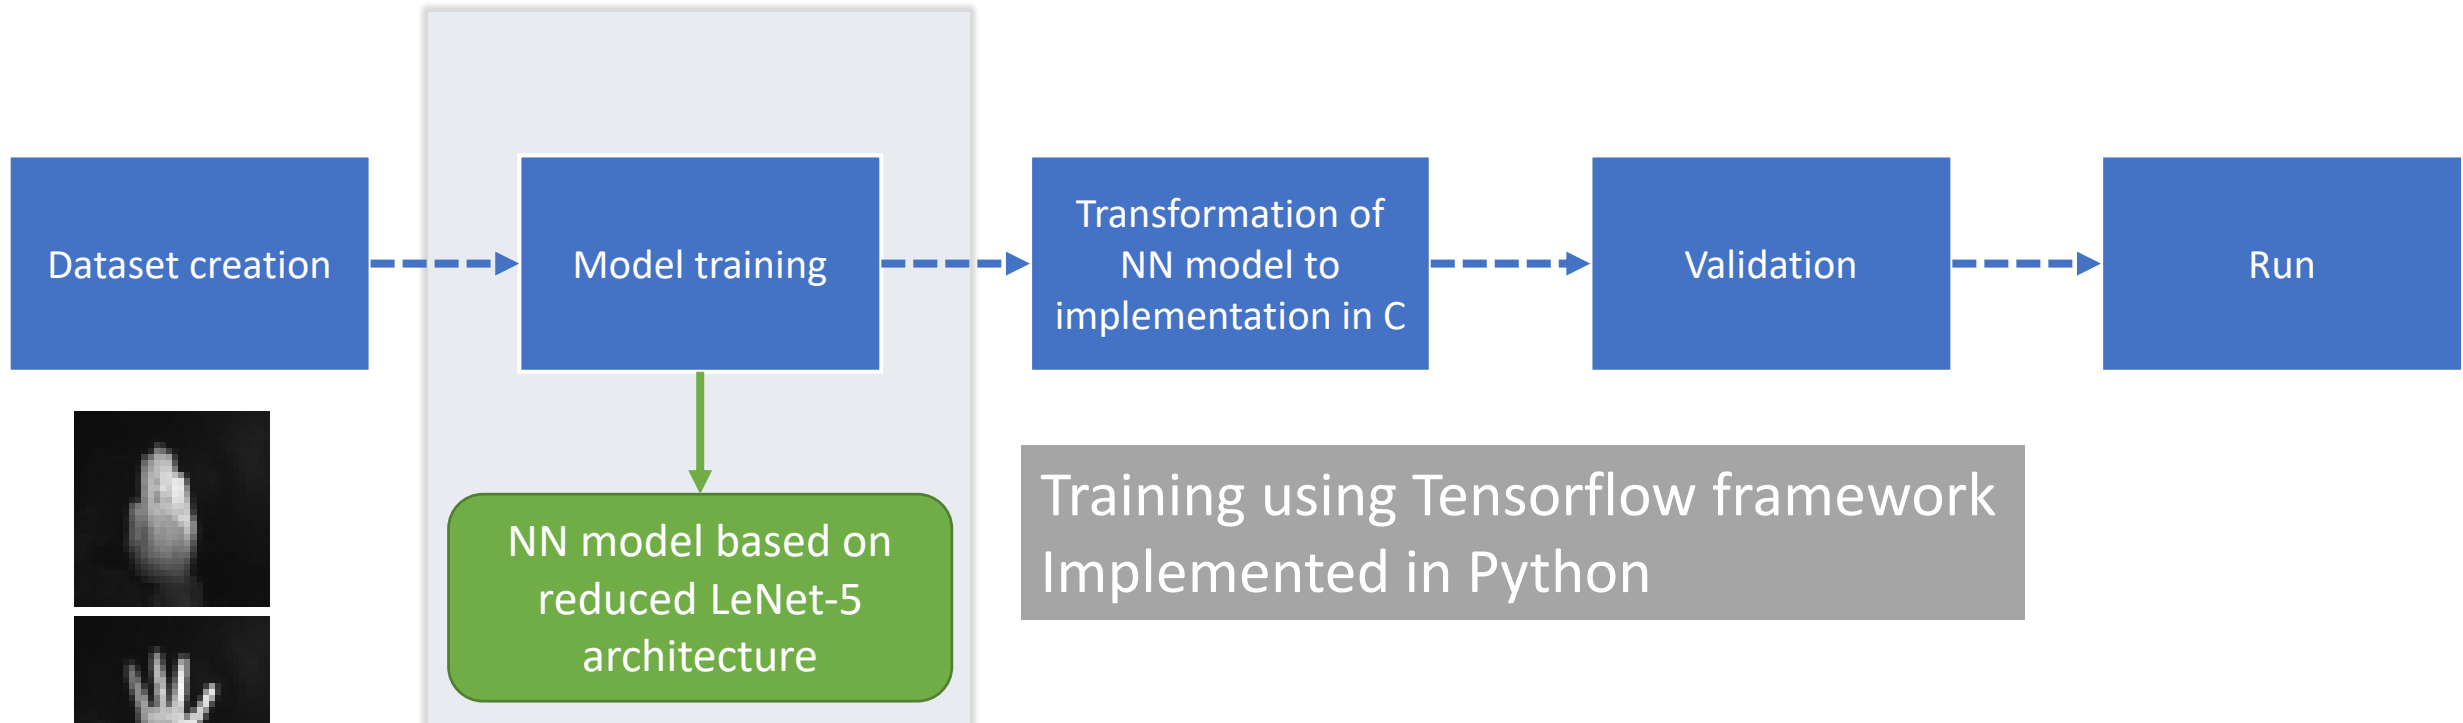 Dataset creation
Model training
Transformation of
NN model to
implementation in C
Validation
Run
NN model based on
reduced LeNet-5
architecture
Training using Tensorflow framework
Implemented in Python